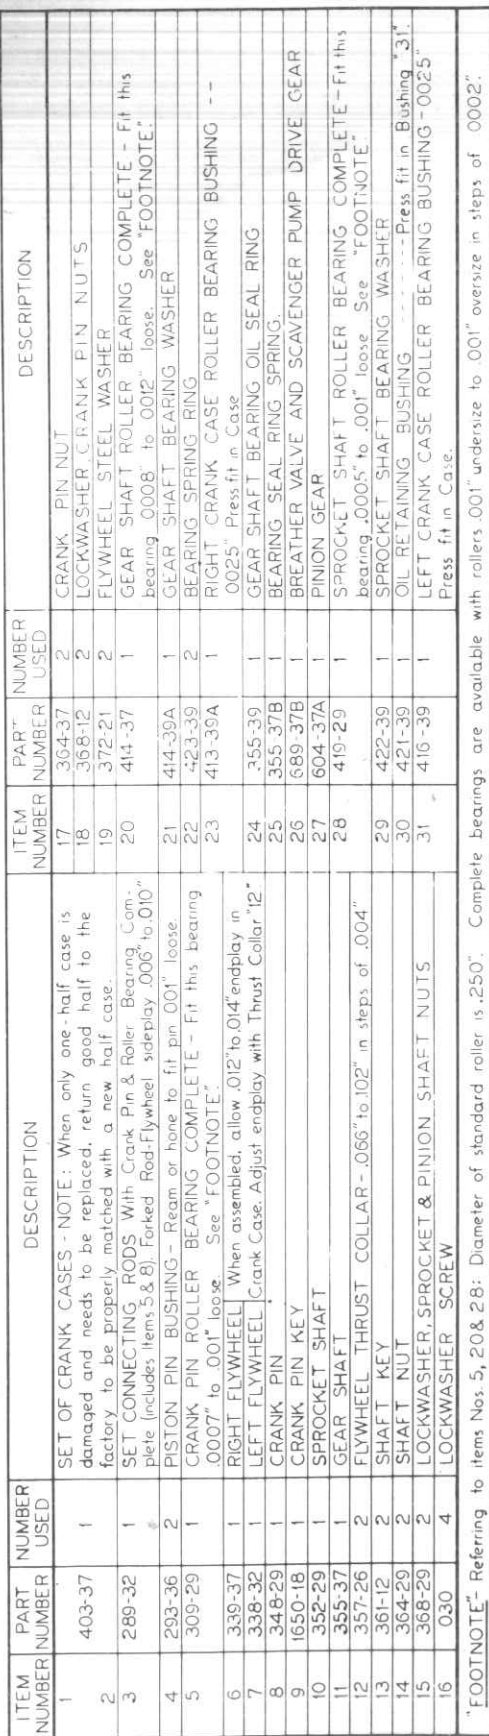 ITEM NUMBER PART NUMBER NUMBER USED DESCRIPTION
1 403-37 1 SET OF CRANK CASES - NOTE: When only one-half case is
damaged and needs to be replaced, return good half to the
2 factory to be properly matched with a new half case.
3 289-32 1 SET CONNECTING RODS With Crank Pin & Roller Bearing Com-
plete (includes Items 5 & 8). Forked Rod-Flywheel sideplay .006" to .010"
4 293-36 2 PISTON PIN BUSHING - Ream or hone to fit pin .001" loose.
5 309-29 1 CRANK PIN ROLLER BEARING COMPLETE - Fit this bearing
.0007" to .001" loose. See "FOOTNOTE".
6 339-37 1 RIGHT FLYWHEEL When assembled, allow .012" to .014" endplay in
7 338-32 1 LEFT FLYWHEEL Crank Case. Adjust endplay with Thrust Collar "12."
8 348-29 1 CRANK PIN
9 1650-18 1 CRANK PIN KEY
10 352-29 1 SPROCKET SHAFT
11 355-37 1 GEAR SHAFT
12 357-26 2 FLYWHEEL THRUST COLLAR - .066" to .102" in steps of .004"
13 361-12 2 SHAFT KEY
14 364-29 2 SHAFT NUT
15 368-29 2 LOCKWASHER, SPROCKET & PINION SHAFT NUTS
16 030 4 LOCKWASHER SCREW
ITEM NUMBER PART NUMBER NUMBER USED DESCRIPTION
17 364-37 2 CRANK PIN NUT
18 368-12 2 LOCKWASHER, CRANK PIN NUTS
19 372-21 2 FLYWHEEL STEEL WASHER
20 414-37 1 GEAR SHAFT ROLLER BEARING COMPLETE - Fit this
bearing .0008" to .0012" loose. See "FOOTNOTE".
21 414-39A 1 GEAR SHAFT BEARING WASHER
22 423-39 2 BEARING SPRING RING
23 413-39A 1 RIGHT CRANK CASE ROLLER BEARING BUSHING --
.0025" Press fit in Case
24 355-39 1 GEAR SHAFT BEARING OIL SEAL RING
25 355-37B 1 BEARING SEAL RING SPRING.
26 689-37B 1 BREATHER VALVE AND SCAVENGER PUMP DRIVE GEAR
27 604-37A 1 PINION GEAR
28 419-29 1 SPROCKET SHAFT ROLLER BEARING COMPLETE - Fit this
bearing .0005" to .001" loose See "FOOTNOTE".
29 422-39 1 SPROCKET SHAFT BEARING WASHER
30 421-39 1 OIL RETAINING BUSHING ----- Press fit in Bushing "31".
31 416-39 1 LEFT CRANK CASE ROLLER BEARING BUSHING - .0025"
Press fit in Case.
"FOOTNOTE" - Referring to items Nos. 5, 20 & 28: Diameter of standard roller is .250". Complete bearings are available with rollers .001" undersize to .001" oversize in steps of .0002".